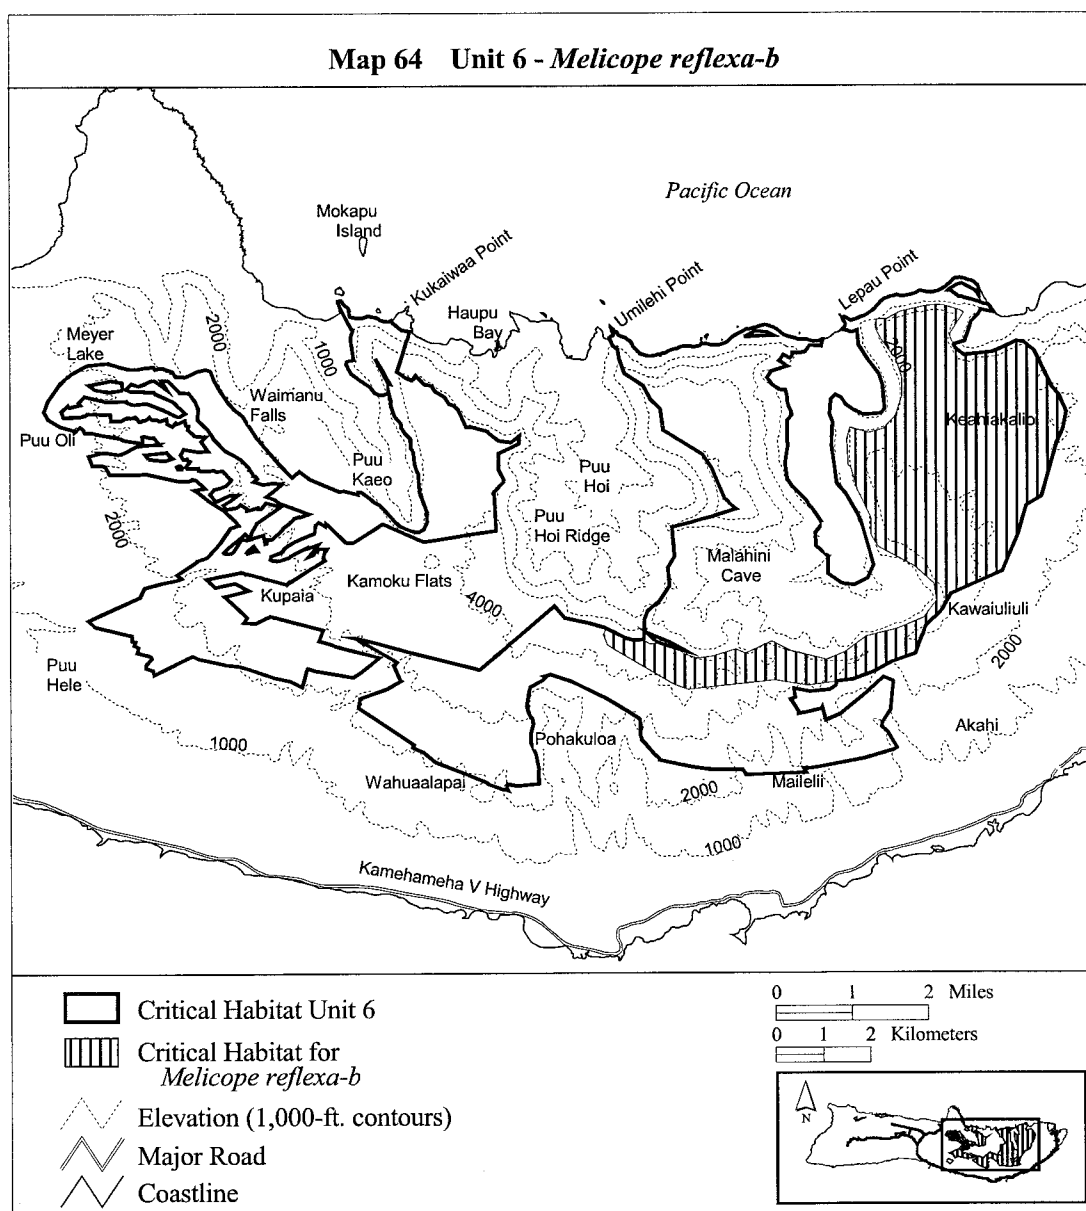 Map 64 Unit 6 - Melicope reflexa-b
Pacific Ocean
Mokapu
Island
Kukaiwaa Point
Haupu
Bay
Umilehi Point
Lepau Point
Meyer
Lake
2000
1000
2000
Waimanu
Falls
Keahiakalio
Puu Oli
Puu
Kaeo
Puu
Hoi
2000
Puu
Hoi Ridge
Malahini
Cave
Kamoku Flats
Kupaia
4000
Kawaiuliuli
2000
Puu
Hele
Akahi
1000
Pohakuloa
Wahuaalapai
2000
Mailelii
1000
Kamehameha V Highway
Critical Habitat Unit 6
Critical Habitat for
Melicope reflexa-b
Elevation (1,000-ft. contours)
Major Road
Coastline
0 1 2 Miles
0 1 2 Kilometers
N